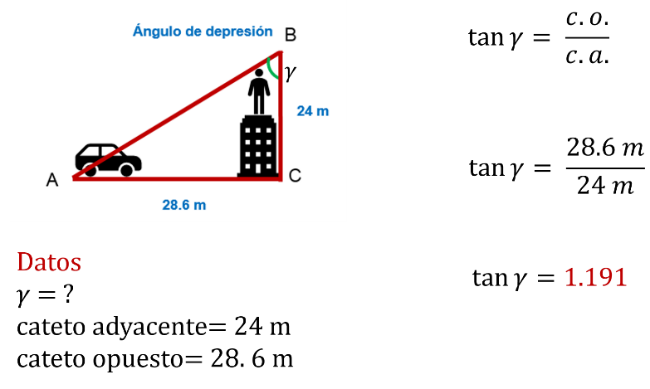 Ángulo de depresión B
γ
24 m
A
C
28.6 m
Datos
γ = ?
cateto adyacente= 24 m
cateto opuesto= 28. 6 m
tan γ = c. o. / c. a.
tan γ = 28.6 m / 24 m
tan γ = 1.191